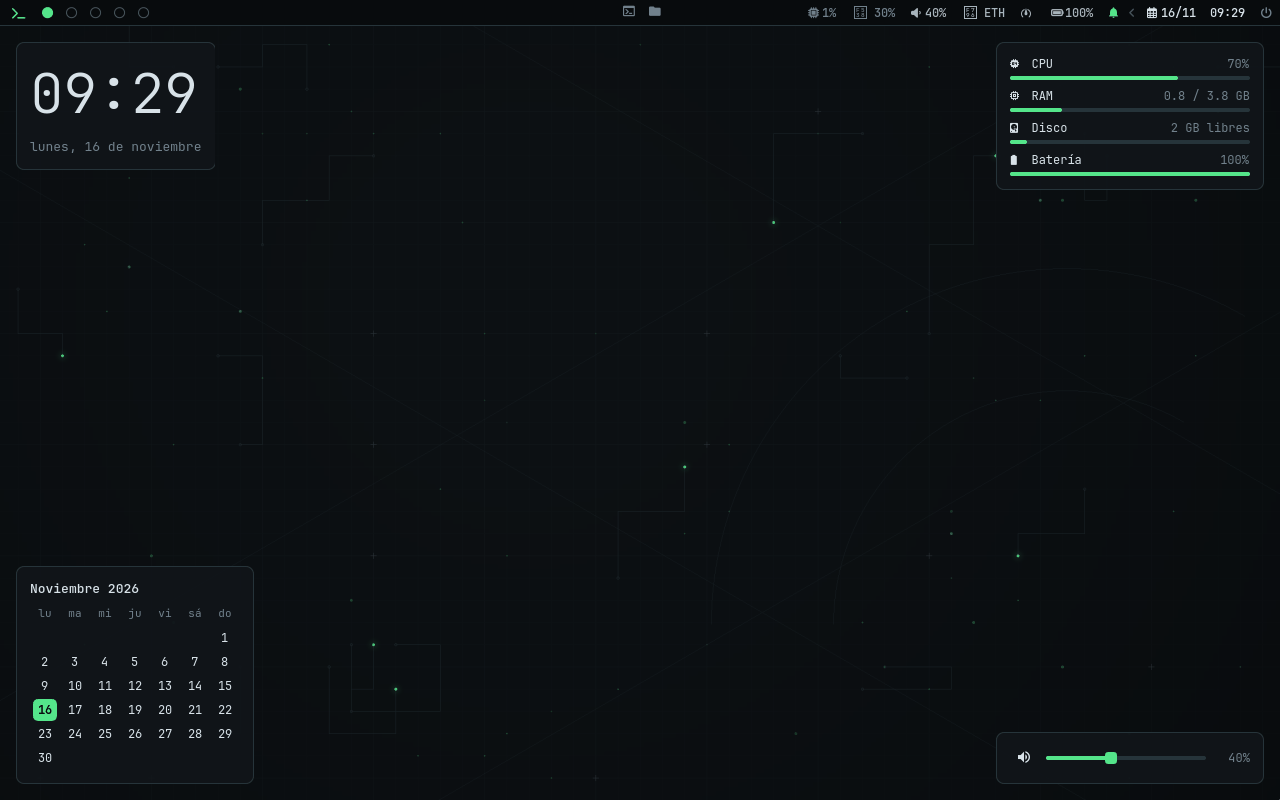 1% 30% 40% ETH 100% 16/11 09:29
09:29
lunes, 16 de noviembre
CPU 70%
RAM 0.8 / 3.8 GB
Disco 2 GB libres
Batería 100%
Noviembre 2026
lu ma mi ju vi sá do
1
2 3 4 5 6 7 8
9 10 11 12 13 14 15
16 17 18 19 20 21 22
23 24 25 26 27 28 29
30
40%